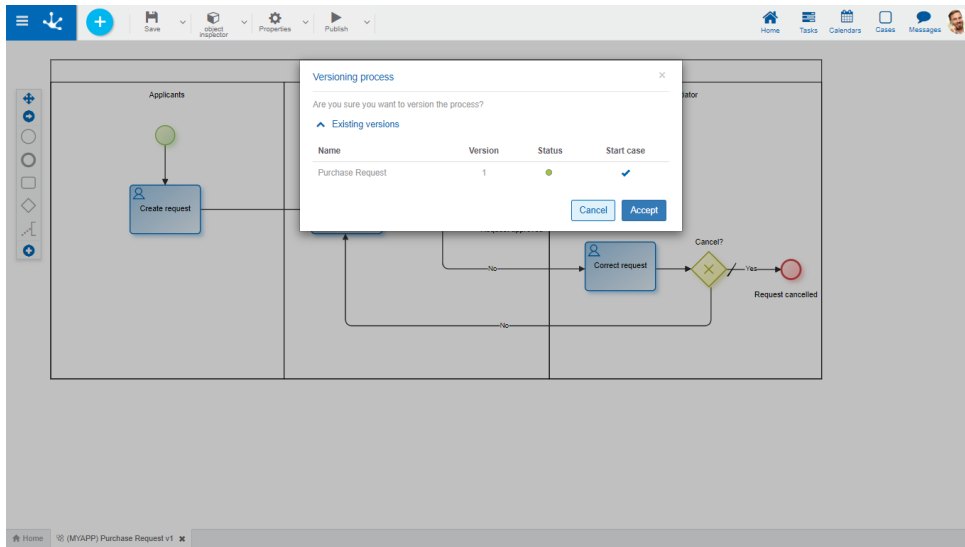 Save
object
inspector
Properties
Publish
Home
Tasks
Calendars
Cases
Messages
Versioning process
×
Are you sure you want to version the process?
Existing versions
Name Version Status Start case
Purchase Request 1
Cancel Accept
Applicants
Create request
No
Correct request
Cancel?
Yes
Request cancelled
No
Home
(MYAPP) Purchase Request v1